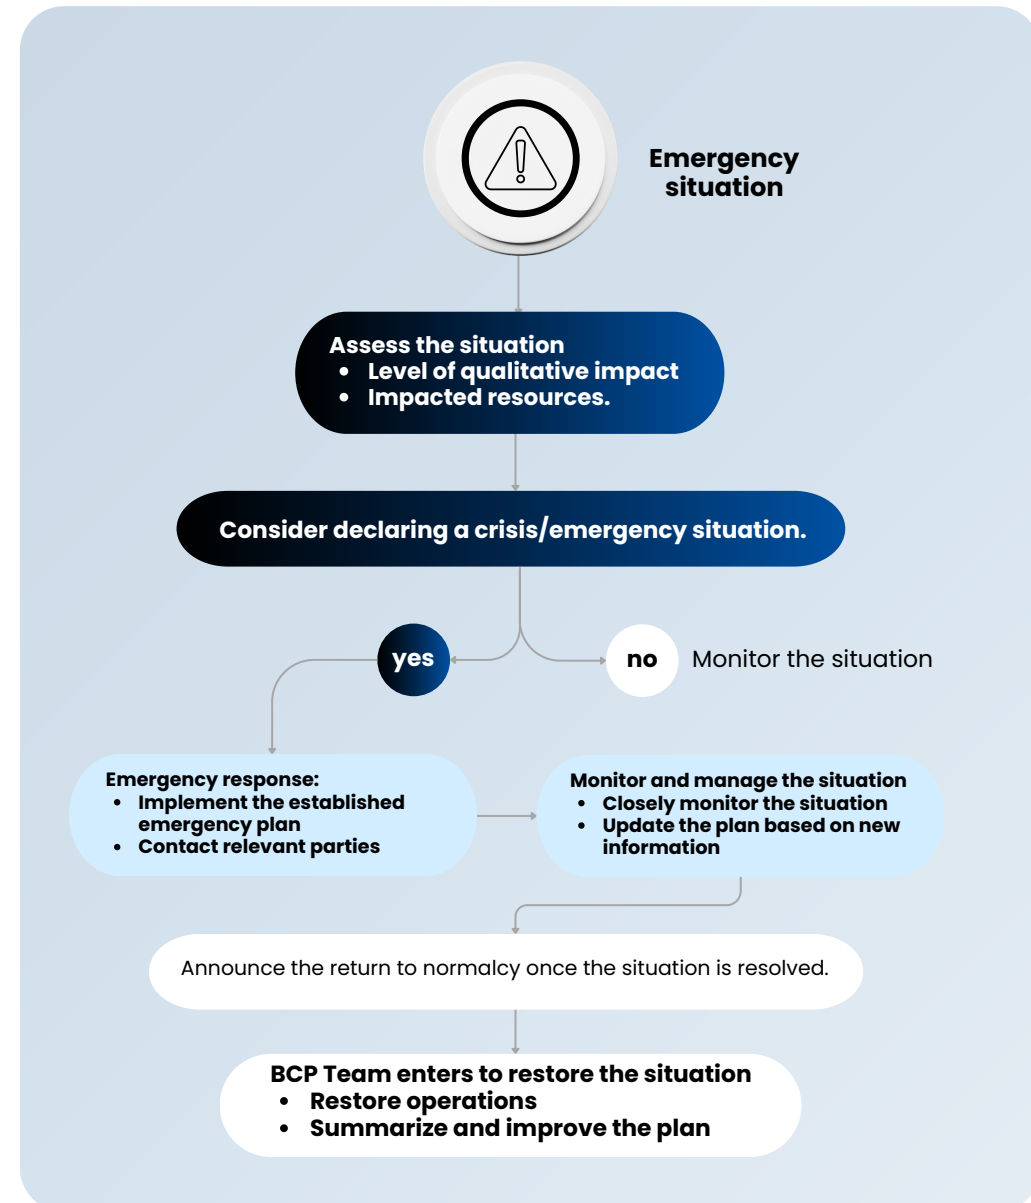 Emergency
situation
Assess the situation
• Level of qualitative impact
• Impacted resources.
Consider declaring a crisis/emergency situation.
yes
no
Monitor the situation
Emergency response:
• Implement the established
emergency plan
• Contact relevant parties
Monitor and manage the situation
• Closely monitor the situation
• Update the plan based on new
information
Announce the return to normalcy once the situation is resolved.
BCP Team enters to restore the situation
• Restore operations
• Summarize and improve the plan